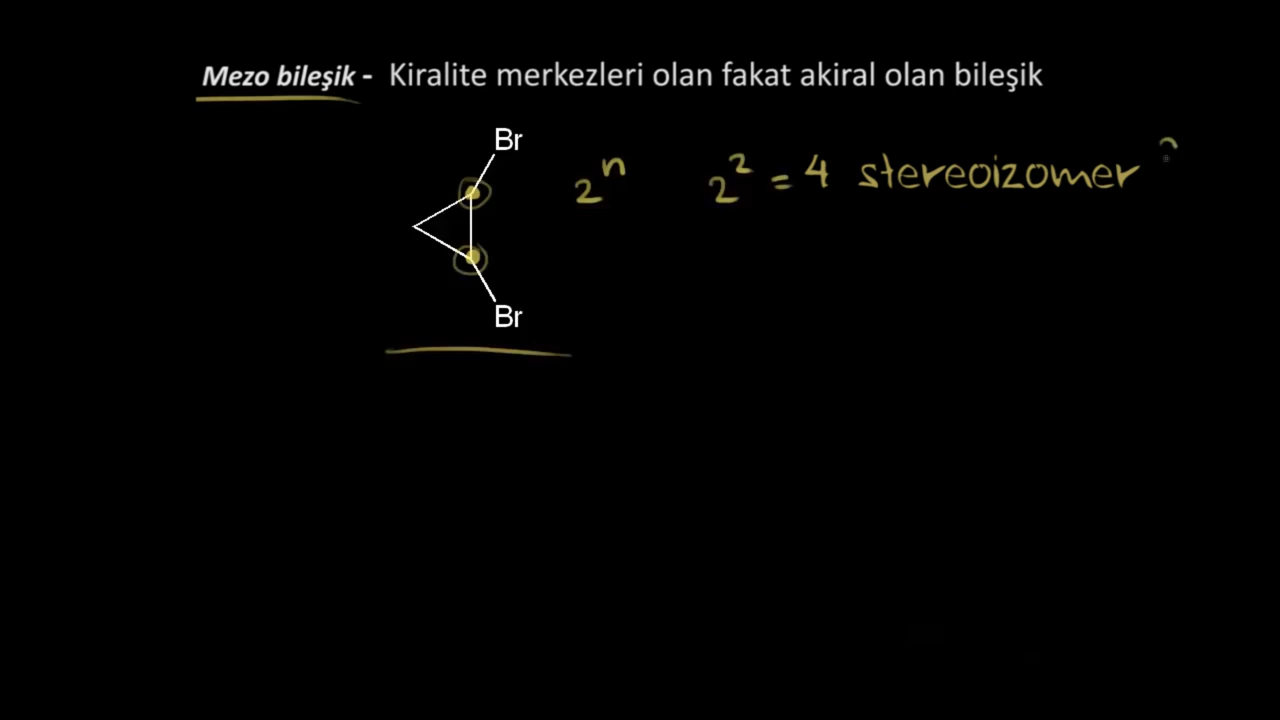 Mezo bileşik - Kiralite merkezleri olan fakat akiral olan bileşik
Br
2ⁿ 2² = 4 stereoizomer
Br